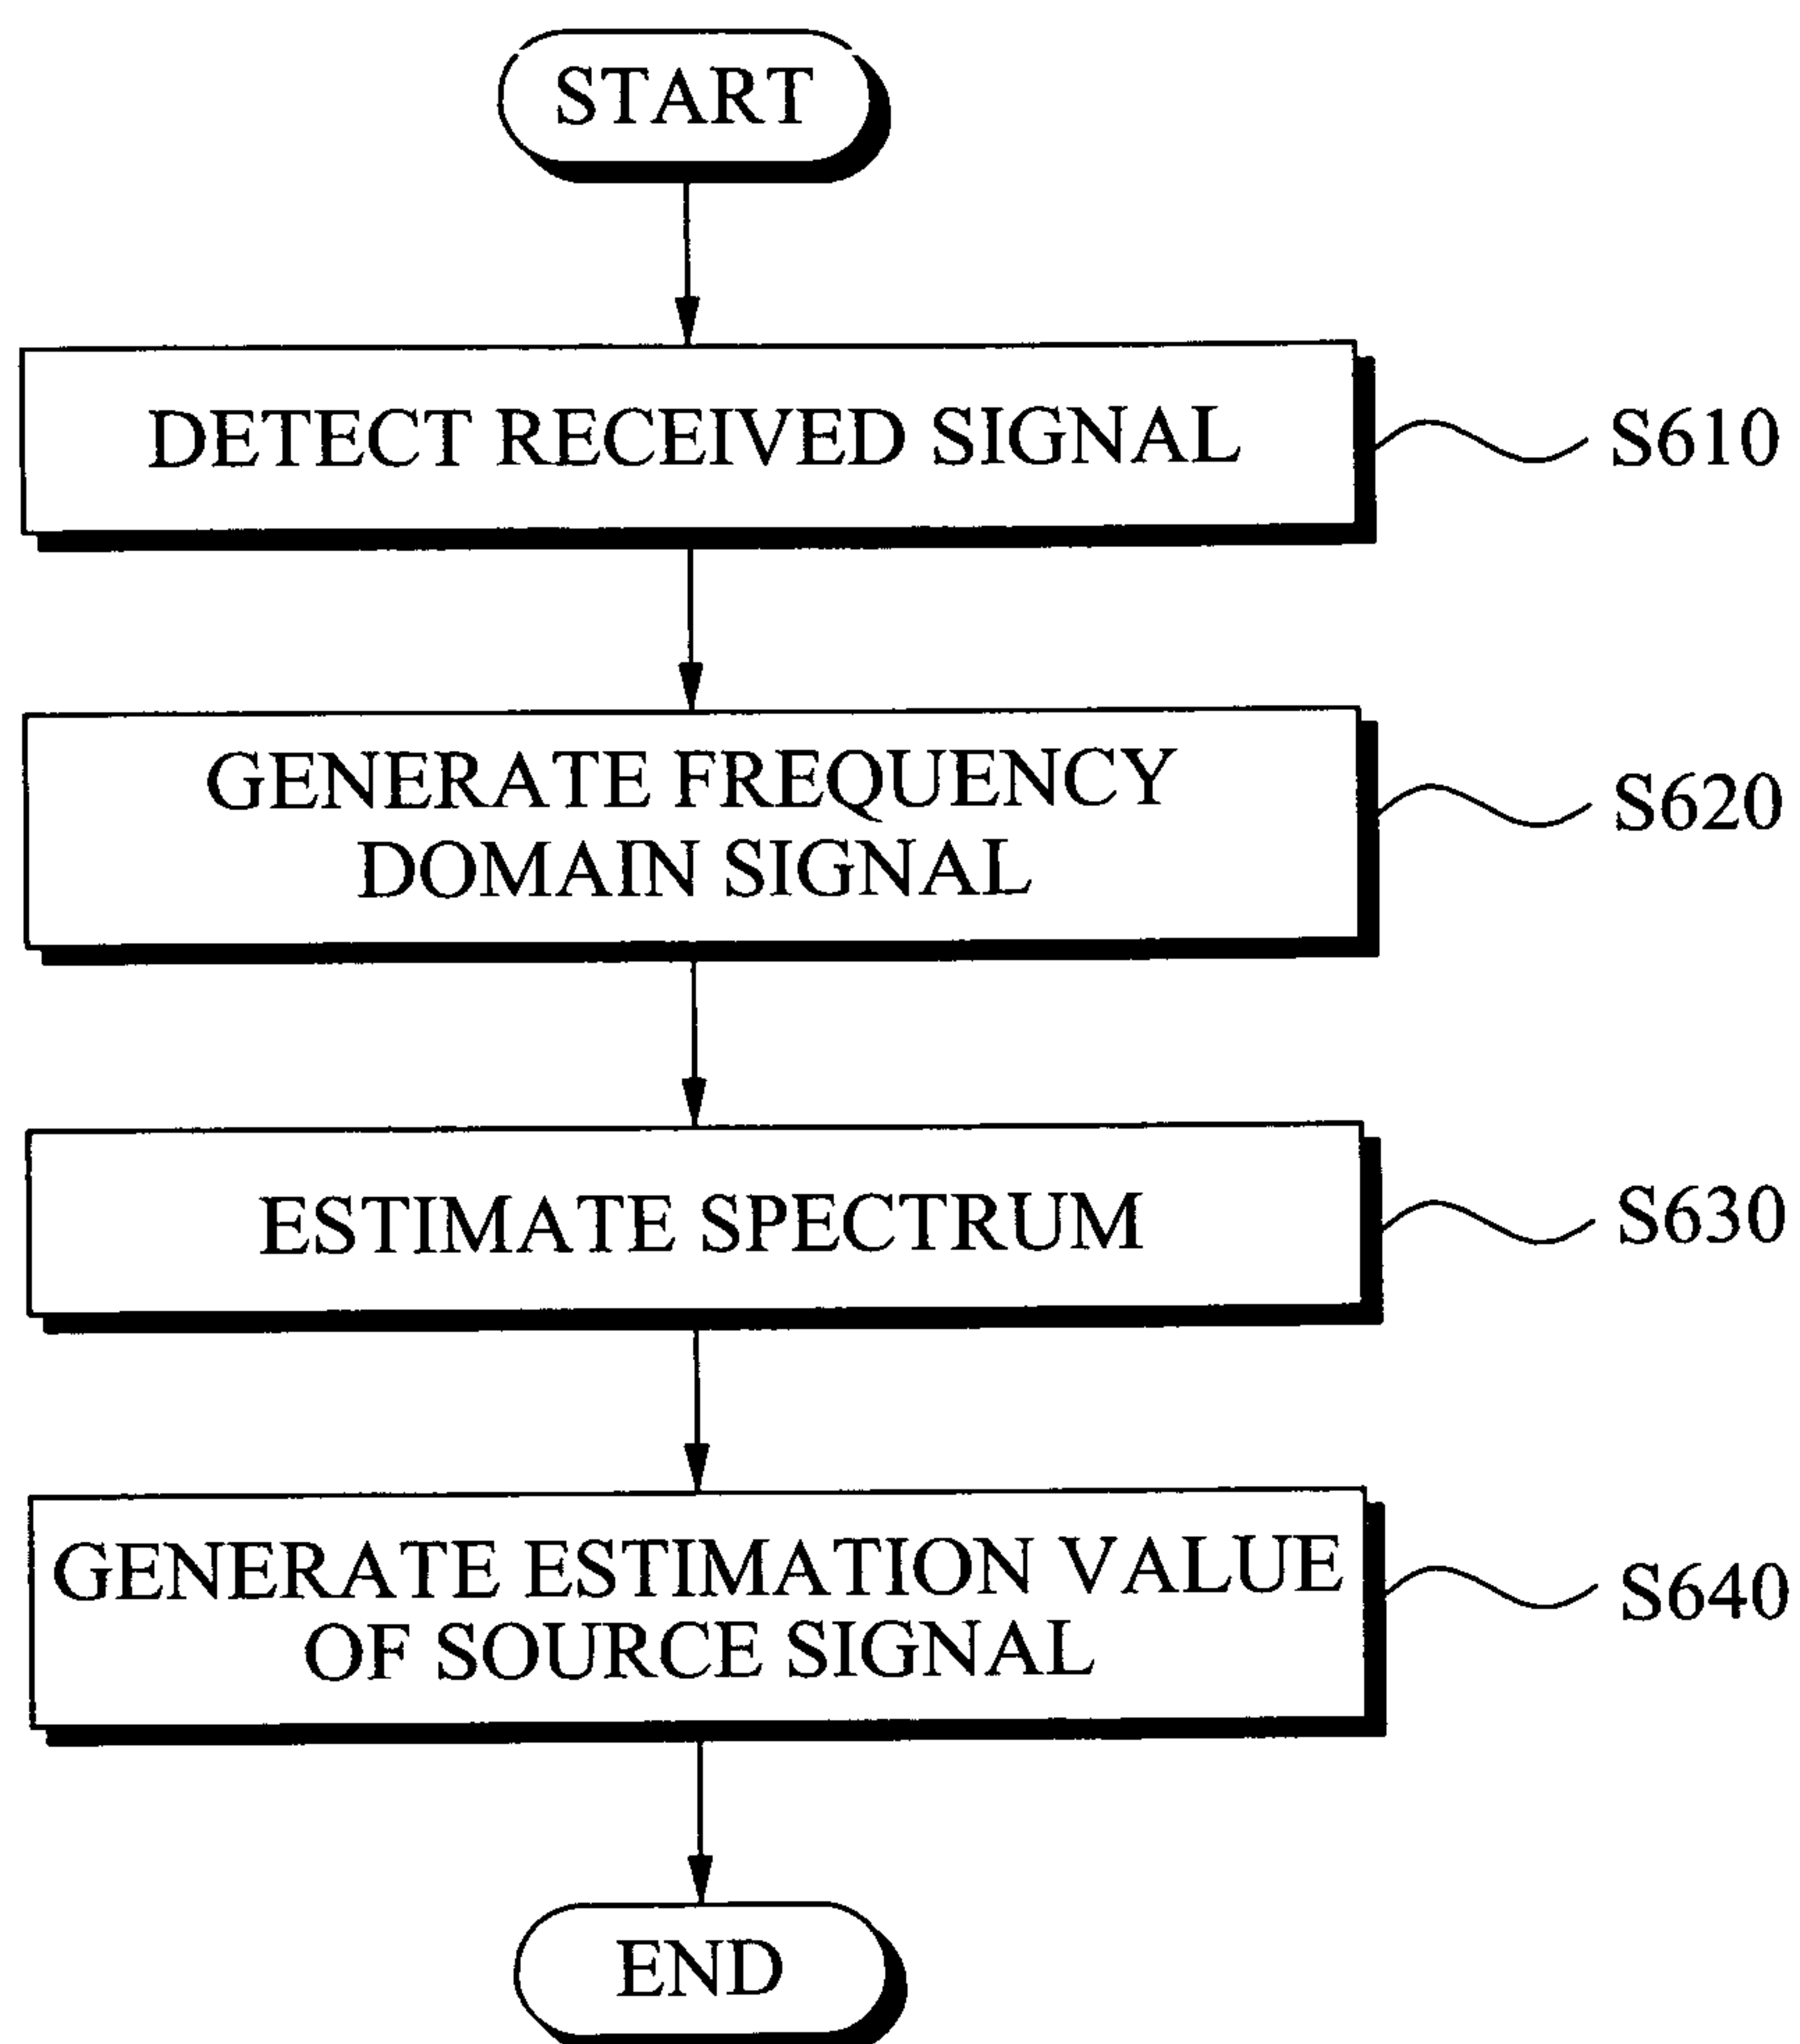 START
DETECT RECEIVED SIGNAL
S610
GENERATE FREQUENCY
DOMAIN SIGNAL
S620
ESTIMATE SPECTRUM
S630
GENERATE ESTIMATION VALUE
OF SOURCE SIGNAL
S640
END